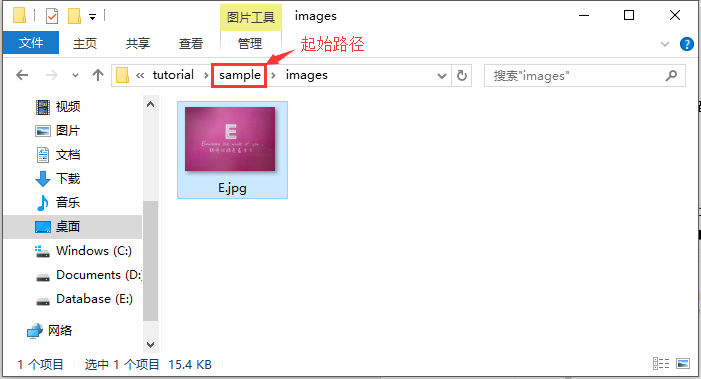 图片工具 images
文件 主页 共享 查看 管理
起始路径
« tutorial > sample > images
搜索"images"
视频
图片
文档
下载
音乐
桌面
Windows (C:)
Documents (D:)
Database (E:)
网络
E
E.jpg
1 个项目 选中 1 个项目 15.4 KB